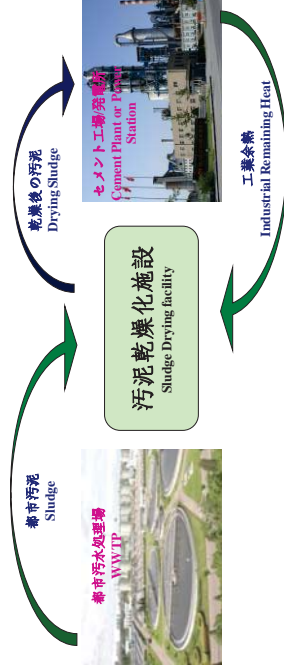 都市汚泥
Sludge
都市汚水処理場
WWTP
汚泥乾燥化施設
Sludge Drying facility
乾燥後の汚泥
Drying Sludge
セメント工場/発電所
Cement Plant or Power
Station
工業余熱
Industrial Remaining Heat